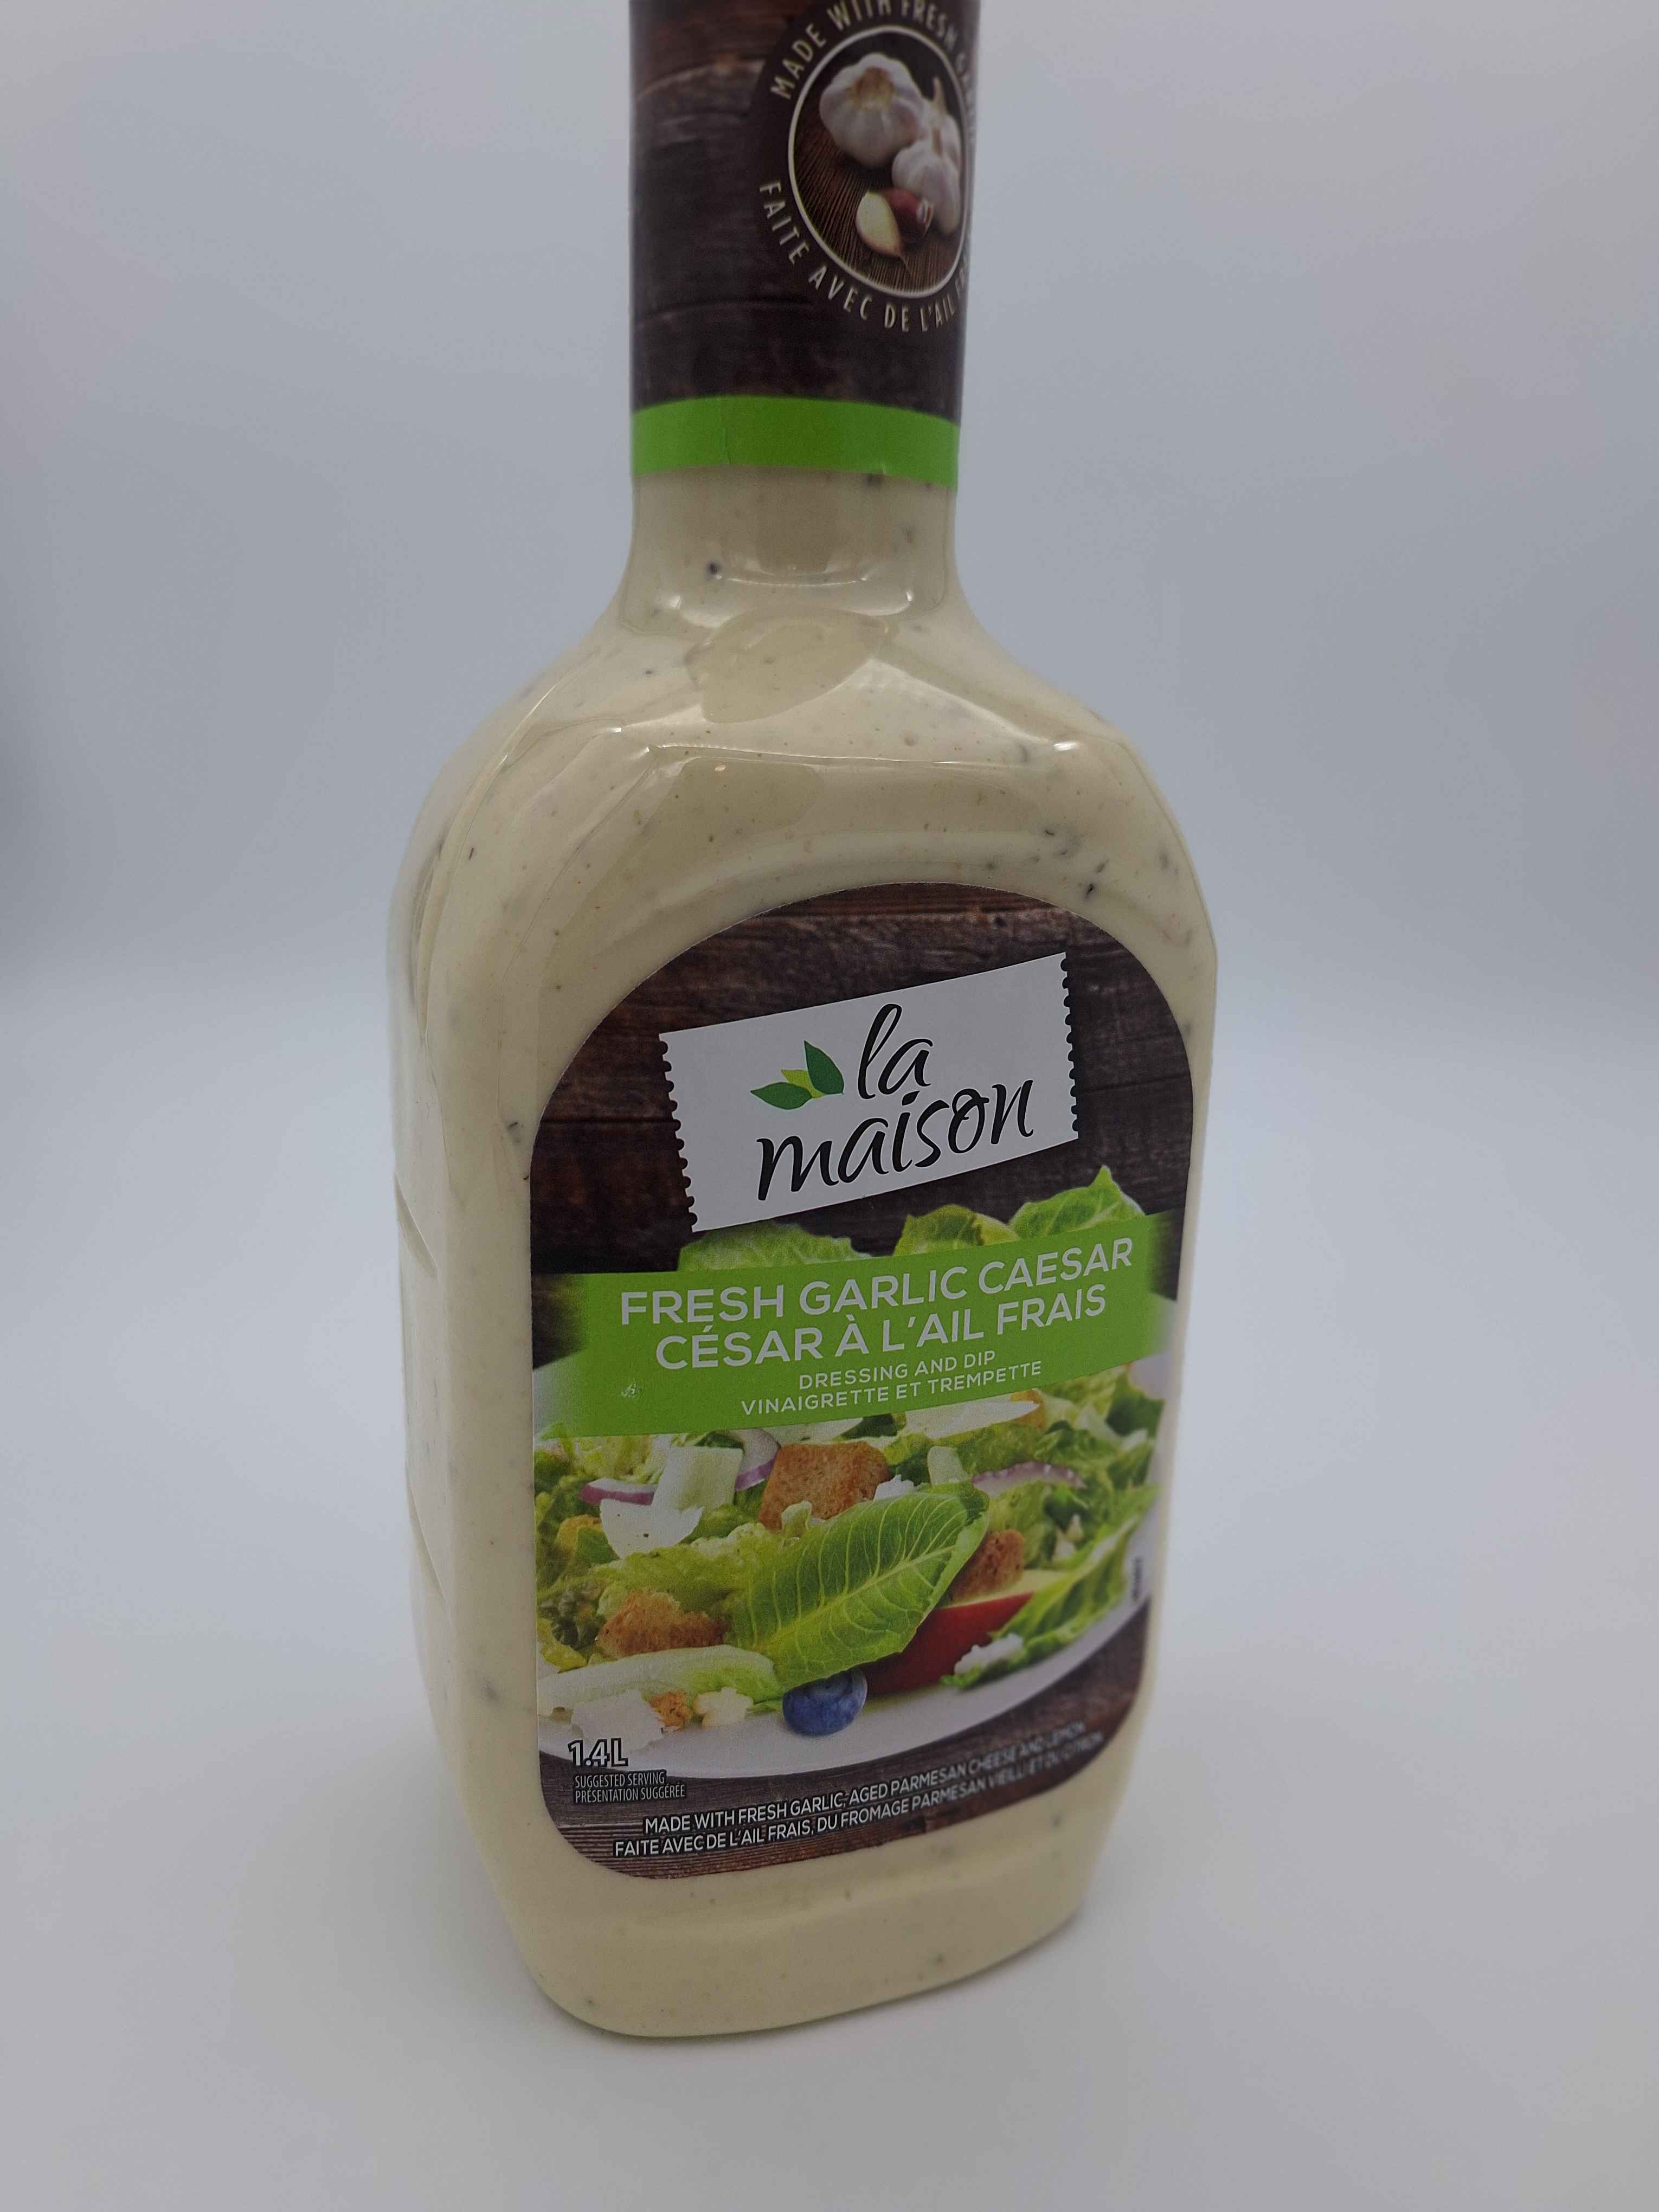 MADE WITH FRESH
FAITE AVEC DE L'AIL
la
maison
FRESH GARLIC CAESAR
CÉSAR À L'AIL FRAIS
DRESSING AND DIP
VINAIGRETTE ET TREMPETTE
1.4L
SUGGESTED SERVING
PRÉSENTATION SUGGÉRÉE
MADE WITH FRESH GARLIC, AGED PARMESAN CHEESE AND LEMON
FAITE AVEC DE L'AIL FRAIS, DU FROMAGE PARMESAN VIEILLI ET DU CITRON